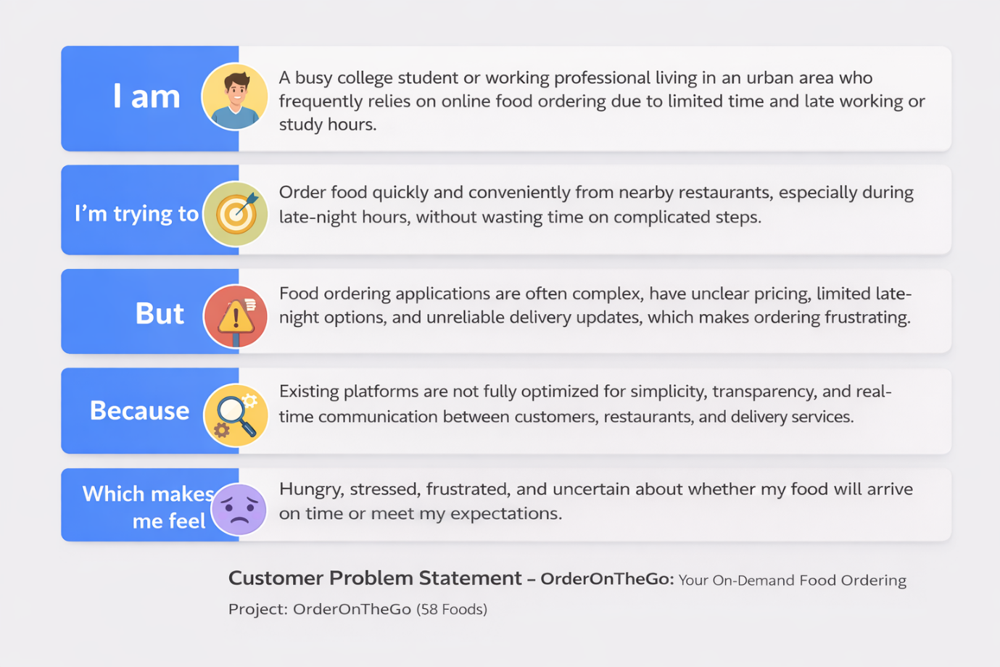 I am
A busy college student or working professional living in an urban area who
frequently relies on online food ordering due to limited time and late working or
study hours.
I’m trying to
Order food quickly and conveniently from nearby restaurants, especially during
late-night hours, without wasting time on complicated steps.
But
Food ordering applications are often complex, have unclear pricing, limited late-
night options, and unreliable delivery updates, which makes ordering frustrating.
Because
Existing platforms are not fully optimized for simplicity, transparency, and real-
time communication between customers, restaurants, and delivery services.
Which makes
me feel
Hungry, stressed, frustrated, and uncertain about whether my food will arrive
on time or meet my expectations.
Customer Problem Statement – OrderOnTheGo: Your On-Demand Food Ordering
Project: OrderOnTheGo (58 Foods)